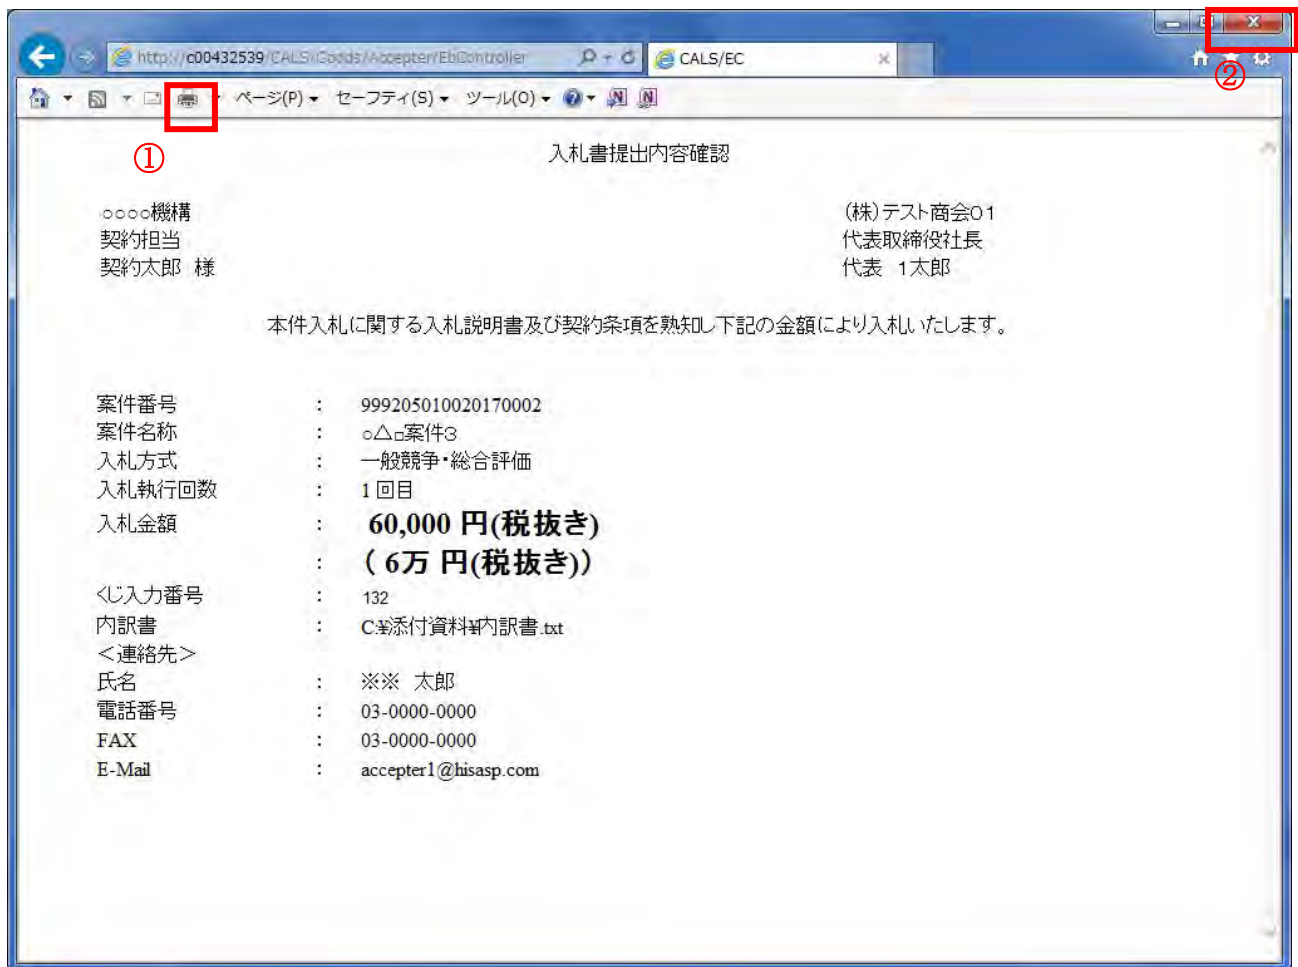 http://c00432539/CALS/Goods/Accepter/EbController
CALS/EC
②
ページ(P) セーフティ(S) ツール(O)
①
入札書提出内容確認
○○○○機構 (株)テスト商会01
契約担当 代表取締役社長
契約太郎 様 代表 1太郎
本件入札に関する入札説明書及び契約条項を熟知し下記の金額により入札いたします。
案件番号 : 999205010020170002
案件名称 : ○△□案件3
入札方式 : 一般競争・総合評価
入札執行回数 : 1回目
入札金額 : 60,000 円(税抜き)
: ( 6万 円(税抜き))
くじ入力番号 : 132
内訳書 : C:¥添付資料¥内訳書.txt
<連絡先>
氏名 : ※※ 太郎
電話番号 : 03-0000-0000
FAX : 03-0000-0000
E-Mail : accepter1@hisasp.com